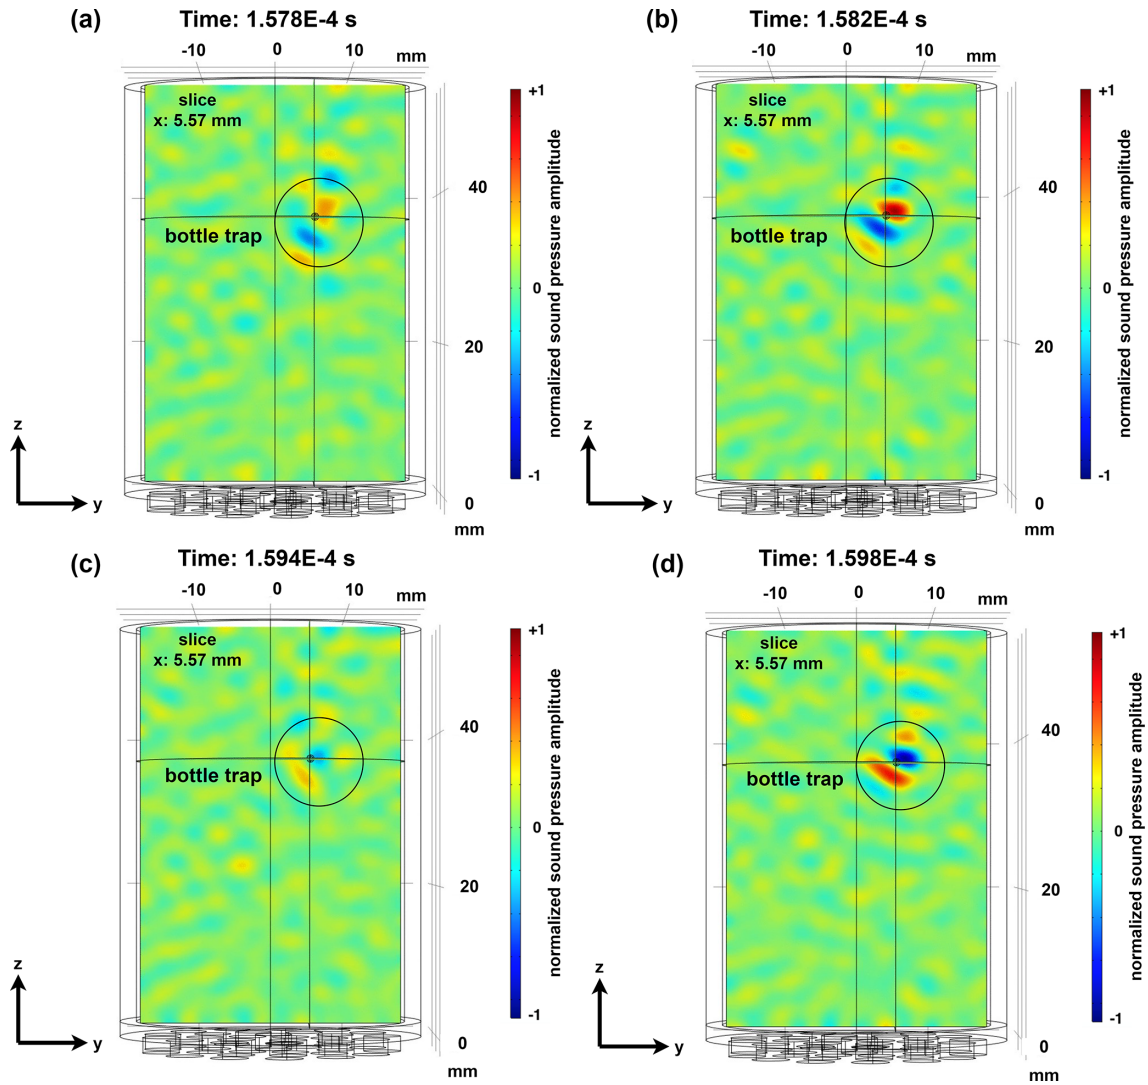 (a)
Time: 1.578E-4 s
-10 0 10 mm
slice
x: 5.57 mm
bottle trap
40
20
0
mm
+1
0
-1
normalized sound pressure amplitude
z
y
(b)
Time: 1.582E-4 s
-10 0 10 mm
slice
x: 5.57 mm
bottle trap
40
20
0
mm
+1
0
-1
normalized sound pressure amplitude
z
y
(c)
Time: 1.594E-4 s
-10 0 10 mm
slice
x: 5.57 mm
bottle trap
40
20
0
mm
+1
0
-1
normalized sound pressure amplitude
z
y
(d)
Time: 1.598E-4 s
-10 0 10 mm
slice
x: 5.57 mm
bottle trap
40
20
0
mm
+1
0
-1
normalized sound pressure amplitude
z
y